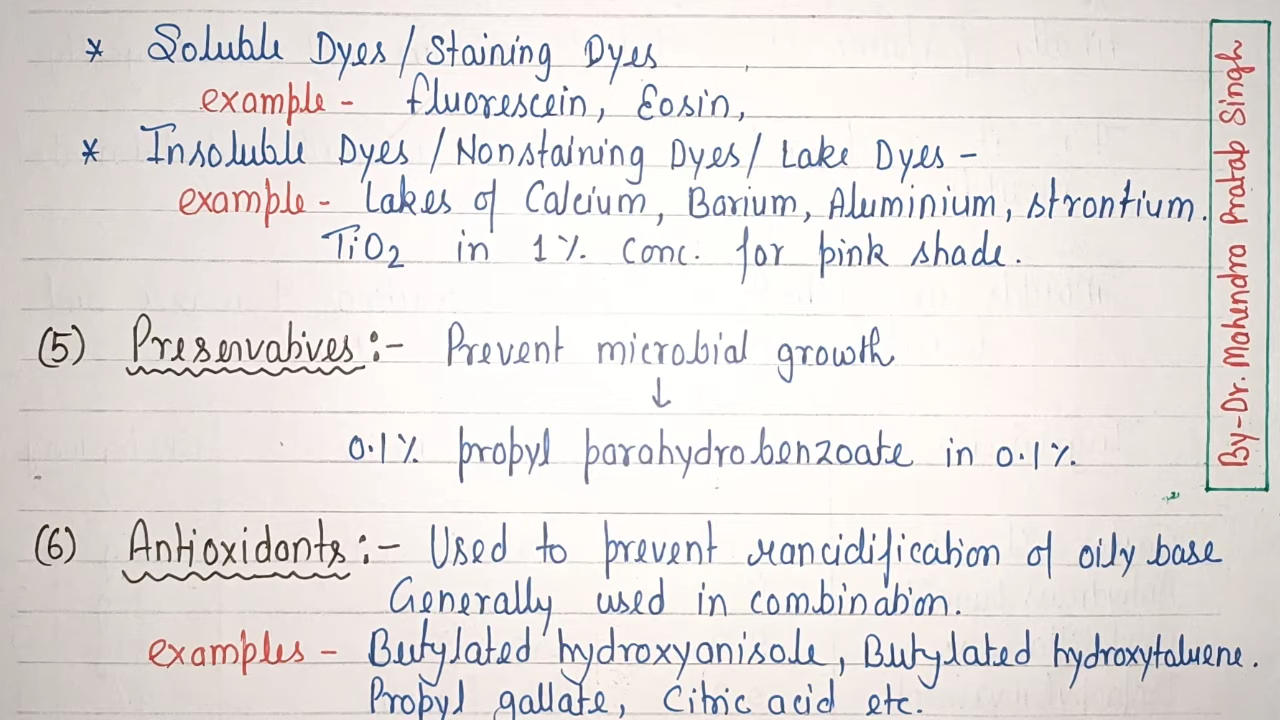 * Soluble Dyes / Staining Dyes
example - fluorescein, Eosin,
* Insoluble Dyes / Nonstaining Dyes / Lake Dyes -
example - Lakes of Calcium, Barium, Aluminium, strontium.
TiO2 in 1% conc. for pink shade.
(5) Preservatives :- Prevent microbial growth
↓
0.1% propyl parahydrobenzoate in 0.1%.
(6) Antioxidants :- Used to prevent rancidification of oily base
Generally used in combination.
examples - Butylated hydroxyanisole, Butylated hydroxytoluene.
Propyl gallate, Citric acid etc.
By-Dr. Mahendra Pratap Singh